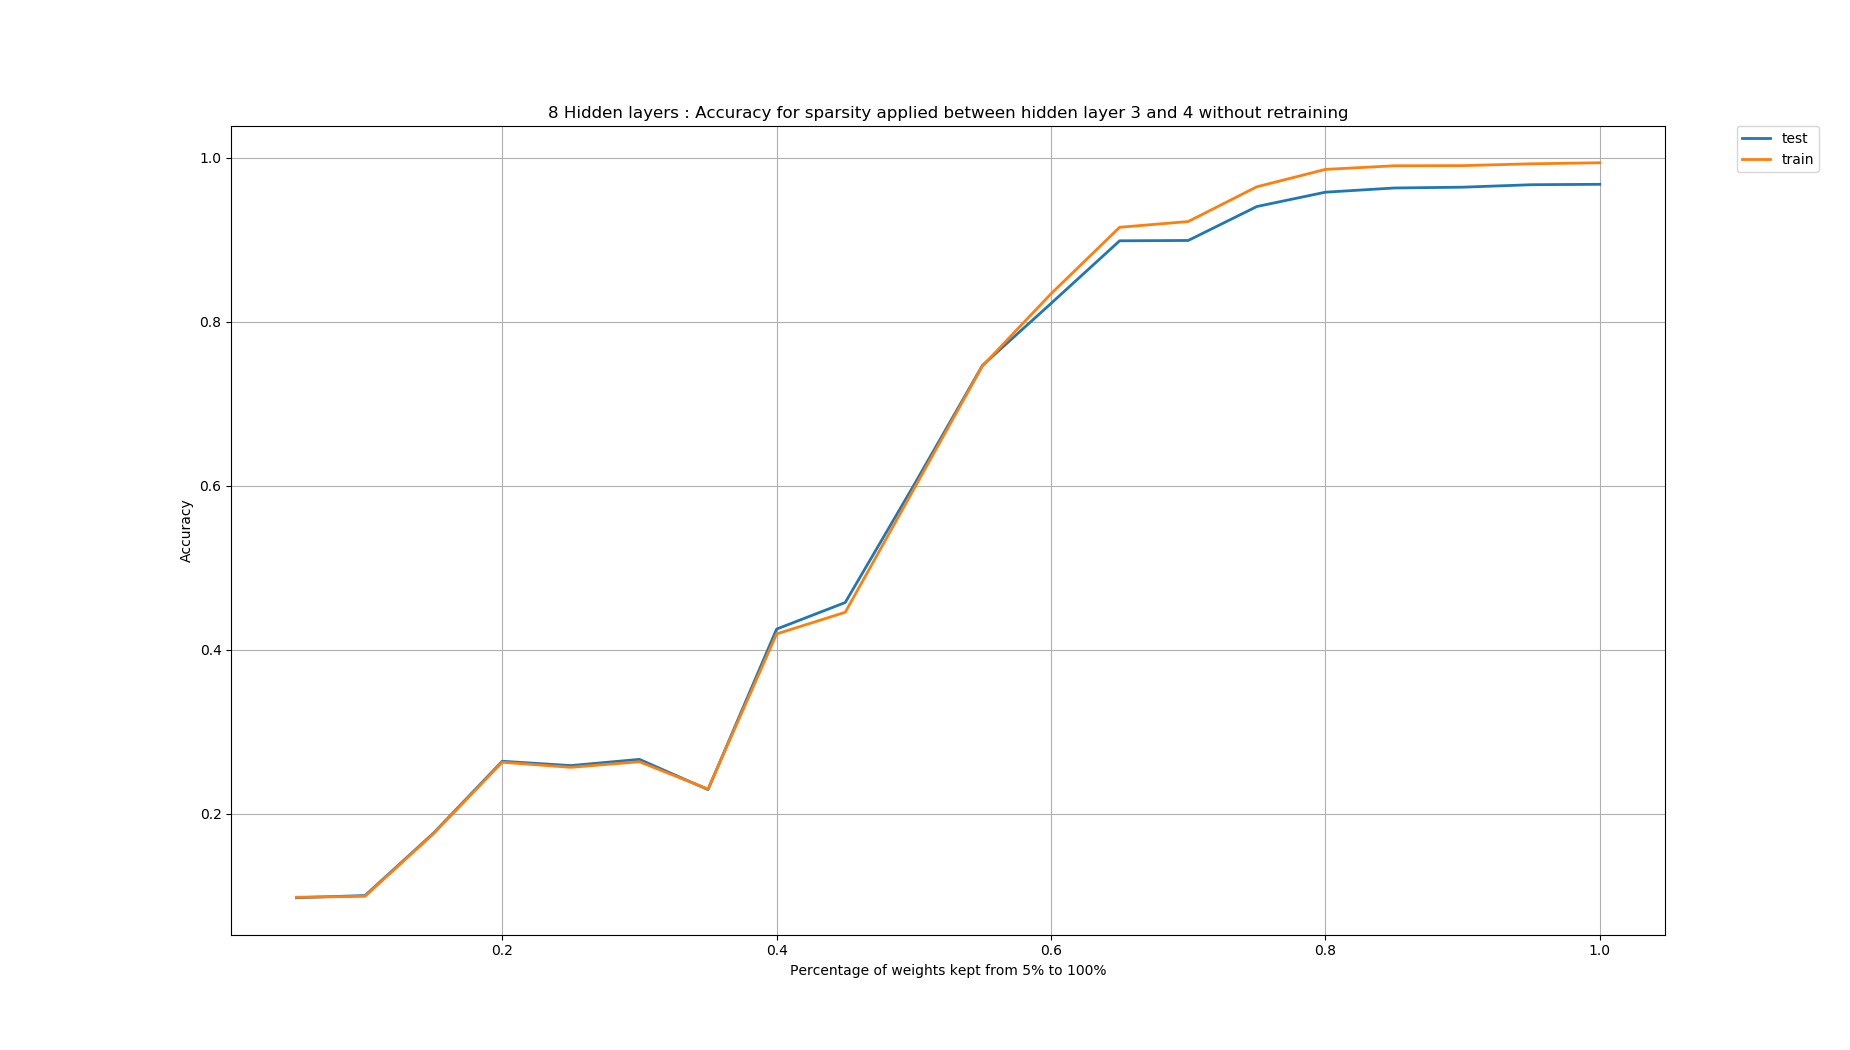 8 Hidden layers : Accuracy for sparsity applied between hidden layer 3 and 4 without retraining
test
train
1.0
0.8
0.6
0.4
0.2
Accuracy
0.2 0.4 0.6 0.8 1.0
Percentage of weights kept from 5% to 100%